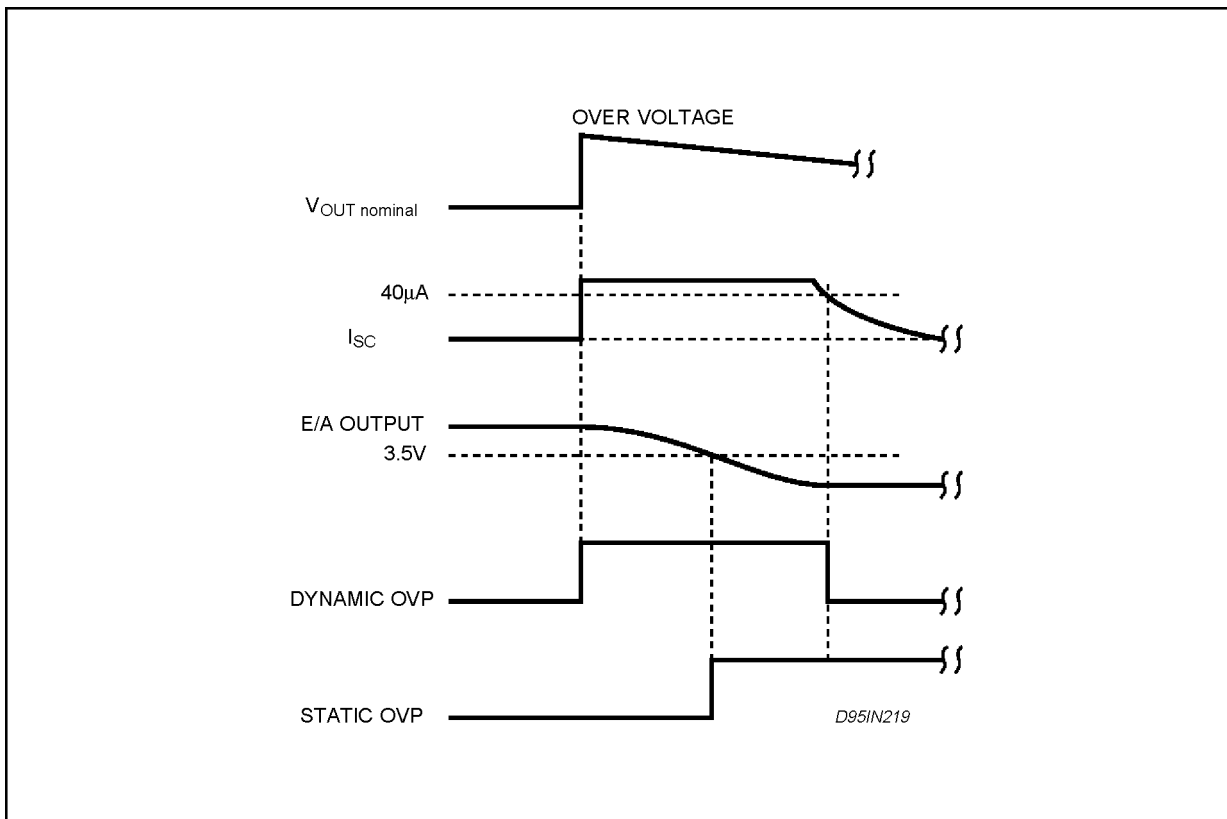 OVER VOLTAGE
VOUT nominal
40µA
ISC
E/A OUTPUT
3.5V
DYNAMIC OVP
STATIC OVP
D95IN219